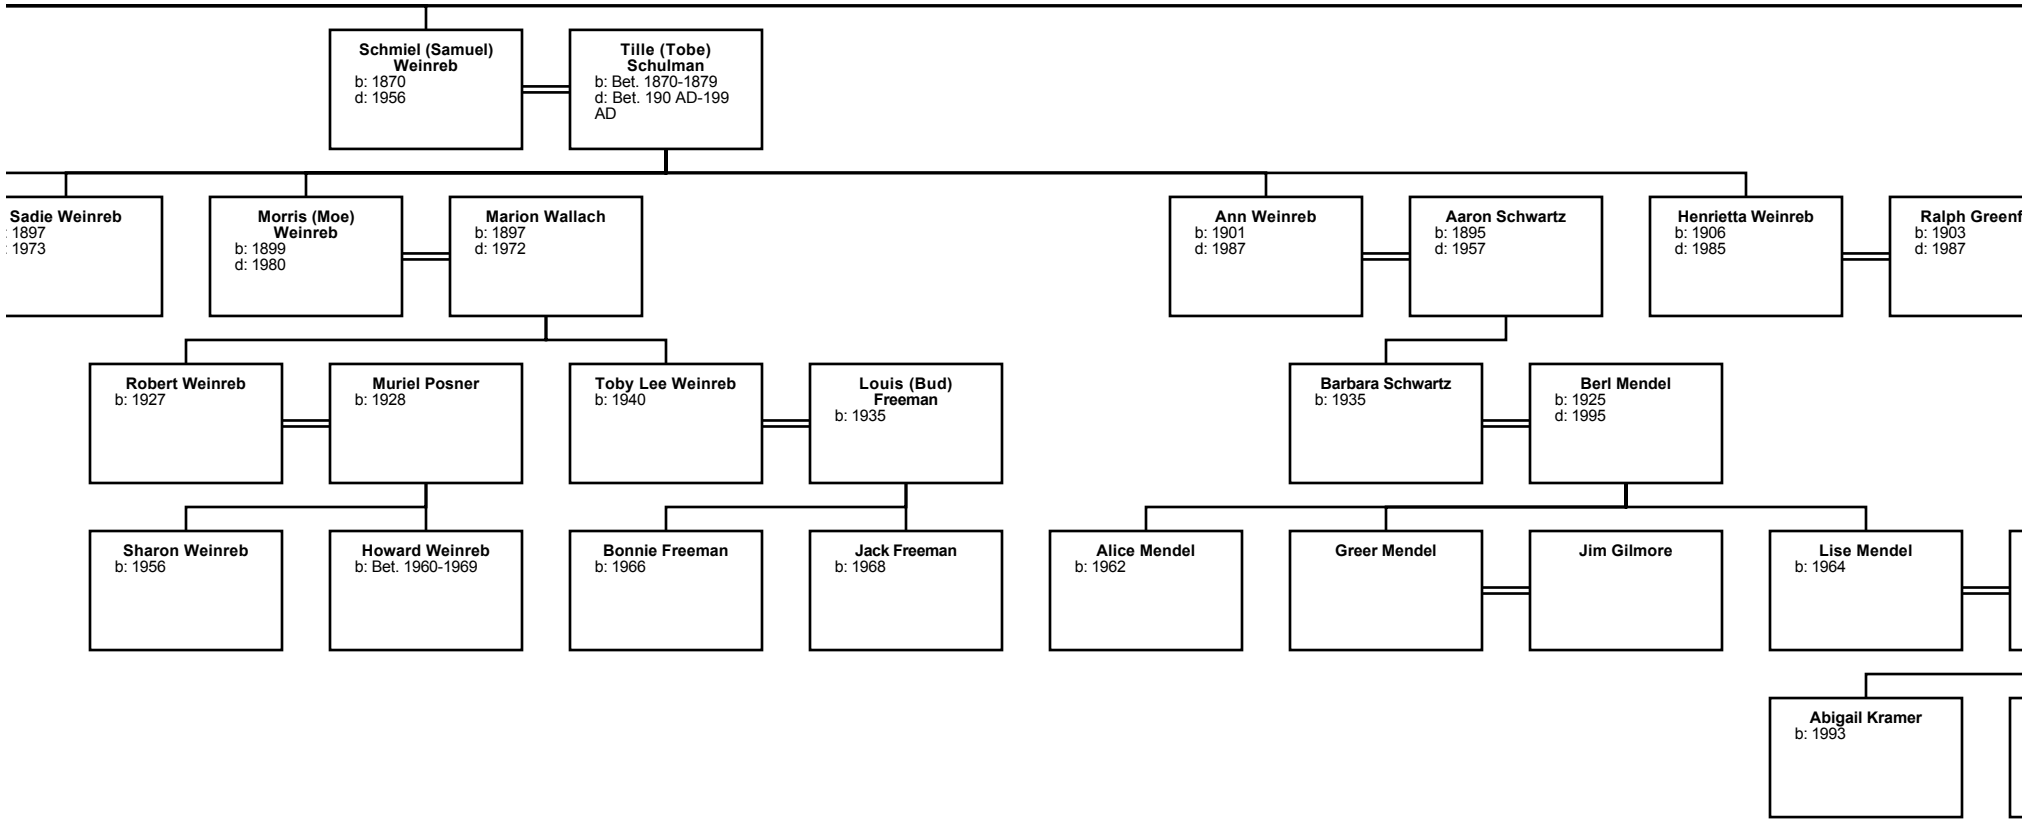 Schmiel (Samuel)
Weinreb
b: 1870
d: 1956
Tille (Tobe)
Schulman
b: Bet. 1870-1879
d: Bet. 190 AD-199
AD
Sadie Weinreb
: 1897
: 1973
Morris (Moe)
Weinreb
b: 1899
d: 1980
Marion Wallach
b: 1897
d: 1972
Ann Weinreb
b: 1901
d: 1987
Aaron Schwartz
b: 1895
d: 1957
Henrietta Weinreb
b: 1906
d: 1985
Ralph Greenf
b: 1903
d: 1987
Robert Weinreb
b: 1927
Muriel Posner
b: 1928
Toby Lee Weinreb
b: 1940
Louis (Bud)
Freeman
b: 1935
Barbara Schwartz
b: 1935
Berl Mendel
b: 1925
d: 1995
Sharon Weinreb
b: 1956
Howard Weinreb
b: Bet. 1960-1969
Bonnie Freeman
b: 1966
Jack Freeman
b: 1968
Alice Mendel
b: 1962
Greer Mendel
Jim Gilmore
Lise Mendel
b: 1964
Abigail Kramer
b: 1993